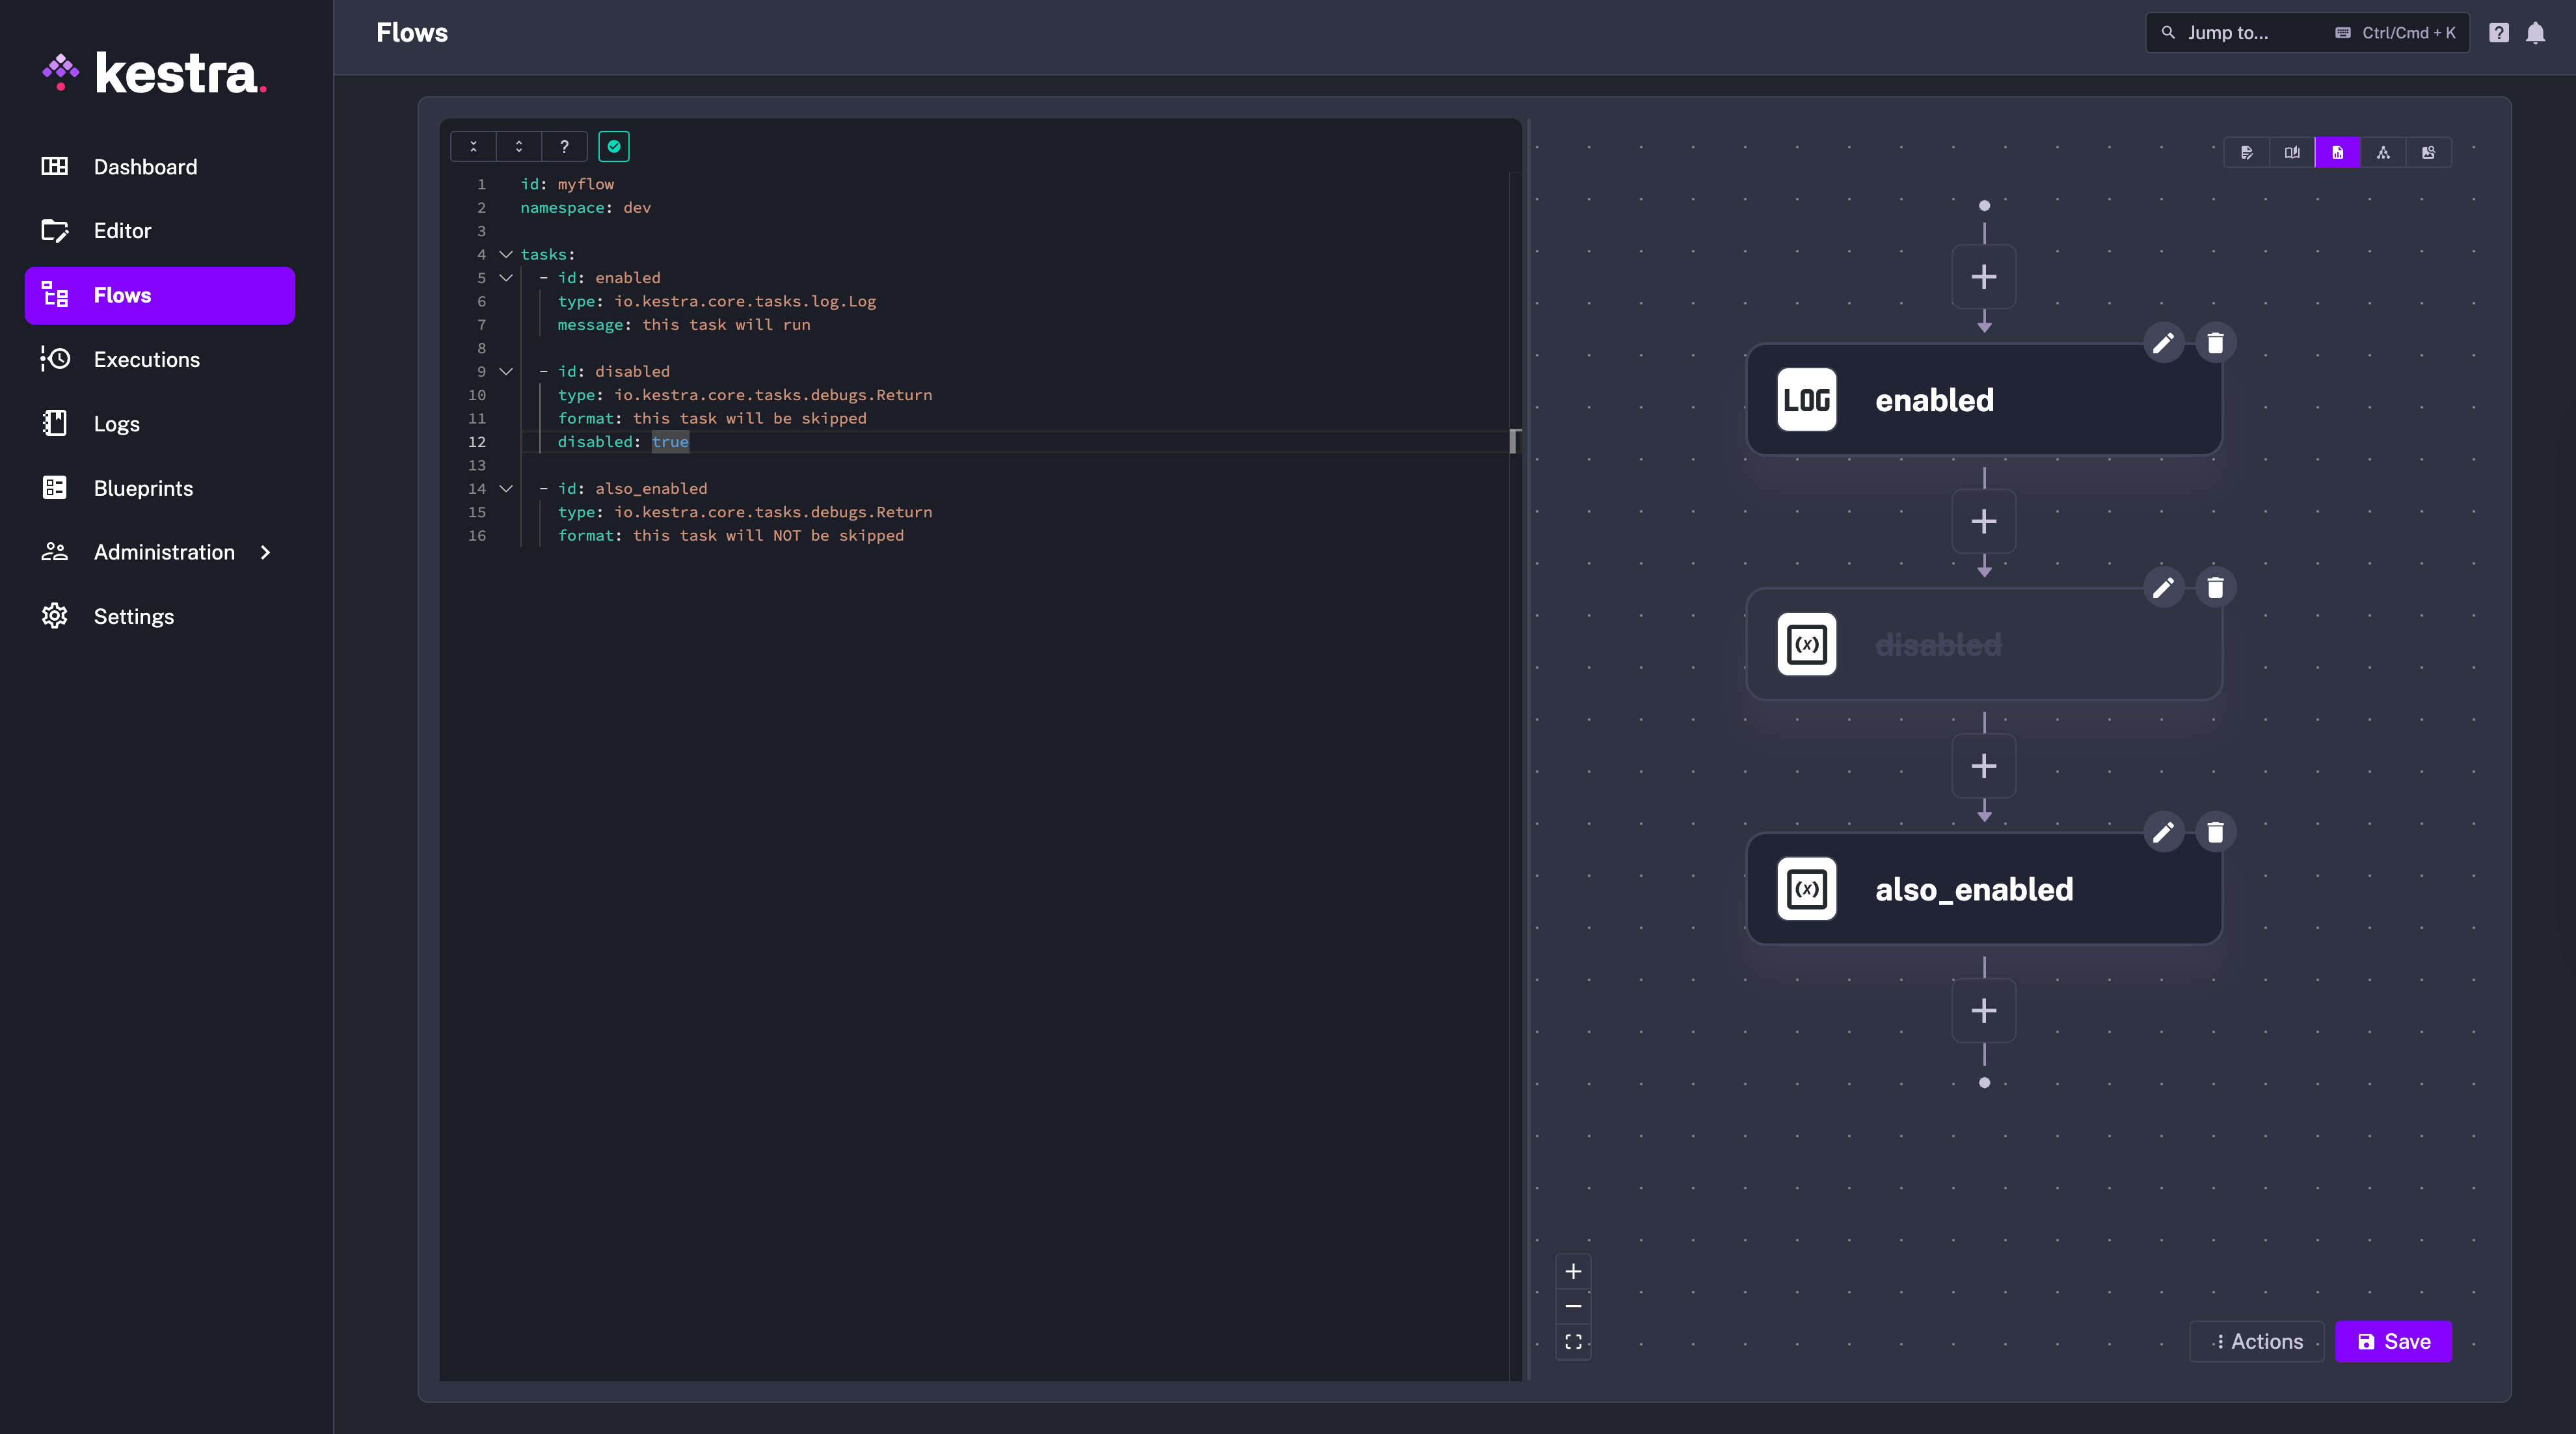 kestra.
Dashboard
Editor
Flows
Executions
Logs
Blueprints
Administration
Settings
Flows
Jump to...
Ctrl/Cmd + K
?
?
1 id: myflow
2 namespace: dev
3
4 tasks:
5 - id: enabled
6 type: io.kestra.core.tasks.log.Log
7 message: this task will run
8
9 - id: disabled
10 type: io.kestra.core.tasks.debugs.Return
11 format: this task will be skipped
12 disabled: true
13
14 - id: also_enabled
15 type: io.kestra.core.tasks.debugs.Return
16 format: this task will NOT be skipped
LOG enabled
(x) disabled
(x) also_enabled
Actions
Save